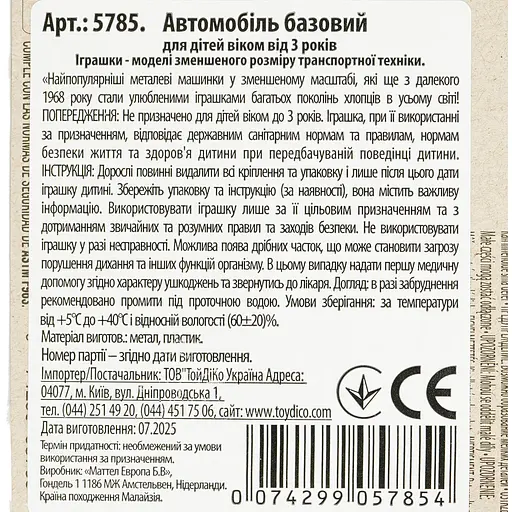 Арт.: 5785. Автомобіль базовий
для дітей віком від 3 років
Іграшки - моделі зменшеного розміру транспортної техніки.
«Найпопулярніші металеві машинки у зменшеному масштабі, які ще з далекого
1968 року стали улюбленими іграшками багатьох поколінь хлопців в усьому світі!
ПОПЕРЕДЖЕННЯ: Не призначено для дітей віком до 3 років. Іграшка, при її використанні
за призначенням, відповідає державним санітарним нормам та правилам, нормам
безпеки життя та здоров'я дитини при передбачуваній поведінці дитини.
ІНСТРУКЦІЯ: Дорослі повинні видалити всі кріплення та упаковку і лише після цього дати
іграшку дитині. Збережіть упаковку та інструкцію (за наявності), вона містить важливу
інформацію. Використовувати іграшку лише за її цільовим призначенням та з
дотриманням звичайних та розумних правил та заходів безпеки. Не використовувати
іграшку у разі несправності. Можлива поява дрібних часток, що може становити загрозу
порушення дихання та інших функцій організму. В цьому випадку надати першу медичну
допомогу згідно характеру ушкоджень та звернутись до лікаря. Догляд: в разі забруднення
рекомендовано промити під проточною водою. Умови зберігання: за температури
від +5°C до +40°C і відносній вологості (60±20)%.
Матеріал виготов.: метал, пластик.
Номер партії – згідно дати виготовлення.
Імпортер/Постачальник: ТОВ"ТойДіКо Україна Адреса:
04077, м. Київ, вул. Дніпроводська 1,
тел. (044) 251 49 20, (044) 451 75 06, сайт: www.toydico.com
Дата виготовлення: 07.2025
Термін придатності: необмежений за умови
використання за призначенням.
Виробник: «Маттел Европа Б.В»
Гондель 1 1186 МЖ Амстельвен, Нідерланди.
Країна походження Малайзія.
CE
0 074299 057854